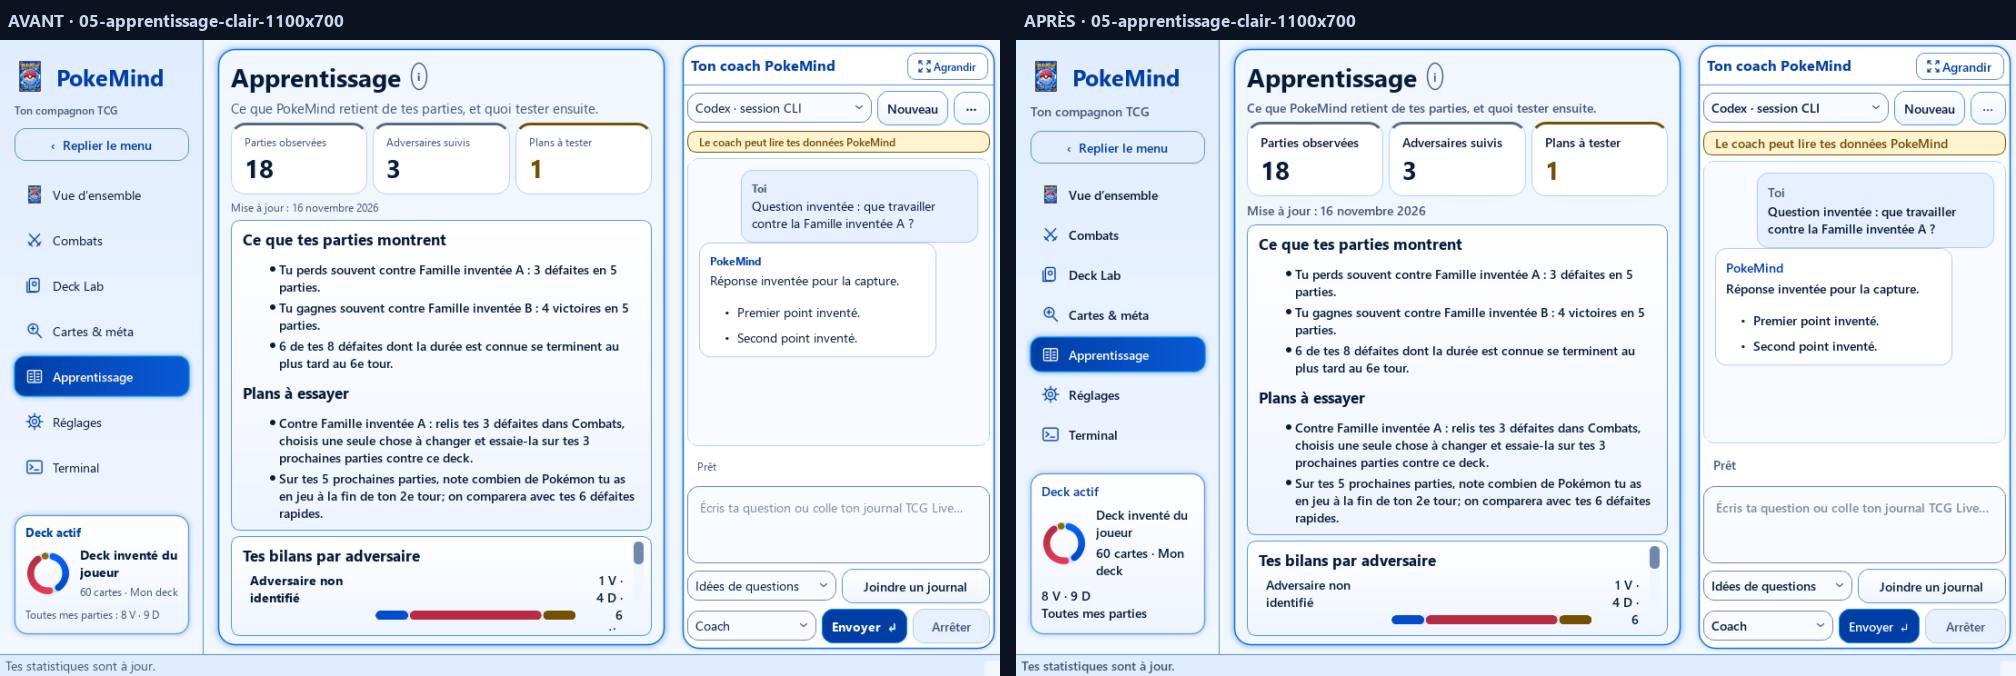 AVANT · 05-apprentissage-clair-1100x700
PokeMind
Ton compagnon TCG
‹ Replier le menu
Vue d'ensemble
Combats
Deck Lab
Cartes & méta
Apprentissage
Réglages
Terminal
Deck actif
Deck inventé du
joueur
60 cartes · Mon deck
Toutes mes parties : 8 V · 9 D
Apprentissage
i
Ce que PokeMind retient de tes parties, et quoi tester ensuite.
Parties observées
18
Adversaires suivis
3
Plans à tester
1
Mise à jour : 16 novembre 2026
Ce que tes parties montrent
• Tu perds souvent contre Famille inventée A : 3 défaites en 5
parties.
• Tu gagnes souvent contre Famille inventée B : 4 victoires en 5
parties.
• 6 de tes 8 défaites dont la durée est connue se terminent au
plus tard au 6e tour.
Plans à essayer
• Contre Famille inventée A : relis tes 3 défaites dans Combats,
choisis une seule chose à changer et essaie-la sur tes 3
prochaines parties contre ce deck.
• Sur tes 5 prochaines parties, note combien de Pokémon tu as
en jeu à la fin de ton 2e tour; on comparera avec tes 6 défaites
rapides.
Tes bilans par adversaire
Adversaire non
identifié
1 V ·
4 D ·
6
Ton coach PokeMind
Agrandir
Codex · session CLI
Nouveau
...
Le coach peut lire tes données PokeMind
Toi
Question inventée : que travailler
contre la Famille inventée A ?
PokeMind
Réponse inventée pour la capture.
• Premier point inventé.
• Second point inventé.
Prêt
Écris ta question ou colle ton journal TCG Live...
Idées de questions
Joindre un journal
Coach
Envoyer ↲
Arrêter
Tes statistiques sont à jour.
APRÈS · 05-apprentissage-clair-1100x700
PokeMind
Ton compagnon TCG
‹ Replier le menu
Vue d'ensemble
Combats
Deck Lab
Cartes & méta
Apprentissage
Réglages
Terminal
Deck actif
Deck inventé du
joueur
60 cartes · Mon
deck
8 V · 9 D
Toutes mes parties
Apprentissage
i
Ce que PokeMind retient de tes parties, et quoi tester ensuite.
Parties observées
18
Adversaires suivis
3
Plans à tester
1
Mise à jour : 16 novembre 2026
Ce que tes parties montrent
• Tu perds souvent contre Famille inventée A : 3 défaites en 5
parties.
• Tu gagnes souvent contre Famille inventée B : 4 victoires en 5
parties.
• 6 de tes 8 défaites dont la durée est connue se terminent au
plus tard au 6e tour.
Plans à essayer
• Contre Famille inventée A : relis tes 3 défaites dans Combats,
choisis une seule chose à changer et essaie-la sur tes 3
prochaines parties contre ce deck.
• Sur tes 5 prochaines parties, note combien de Pokémon tu as
en jeu à la fin de ton 2e tour; on comparera avec tes 6 défaites
rapides.
Tes bilans par adversaire
Adversaire non
identifié
1 V ·
4 D ·
6
Ton coach PokeMind
Agrandir
Codex · session CLI
Nouveau
...
Le coach peut lire tes données PokeMind
Toi
Question inventée : que travailler
contre la Famille inventée A ?
PokeMind
Réponse inventée pour la capture.
• Premier point inventé.
• Second point inventé.
Prêt
Écris ta question ou colle ton journal TCG Live...
Idées de questions
Joindre un journal
Coach
Envoyer ↲
Arrêter
Tes statistiques sont à jour.